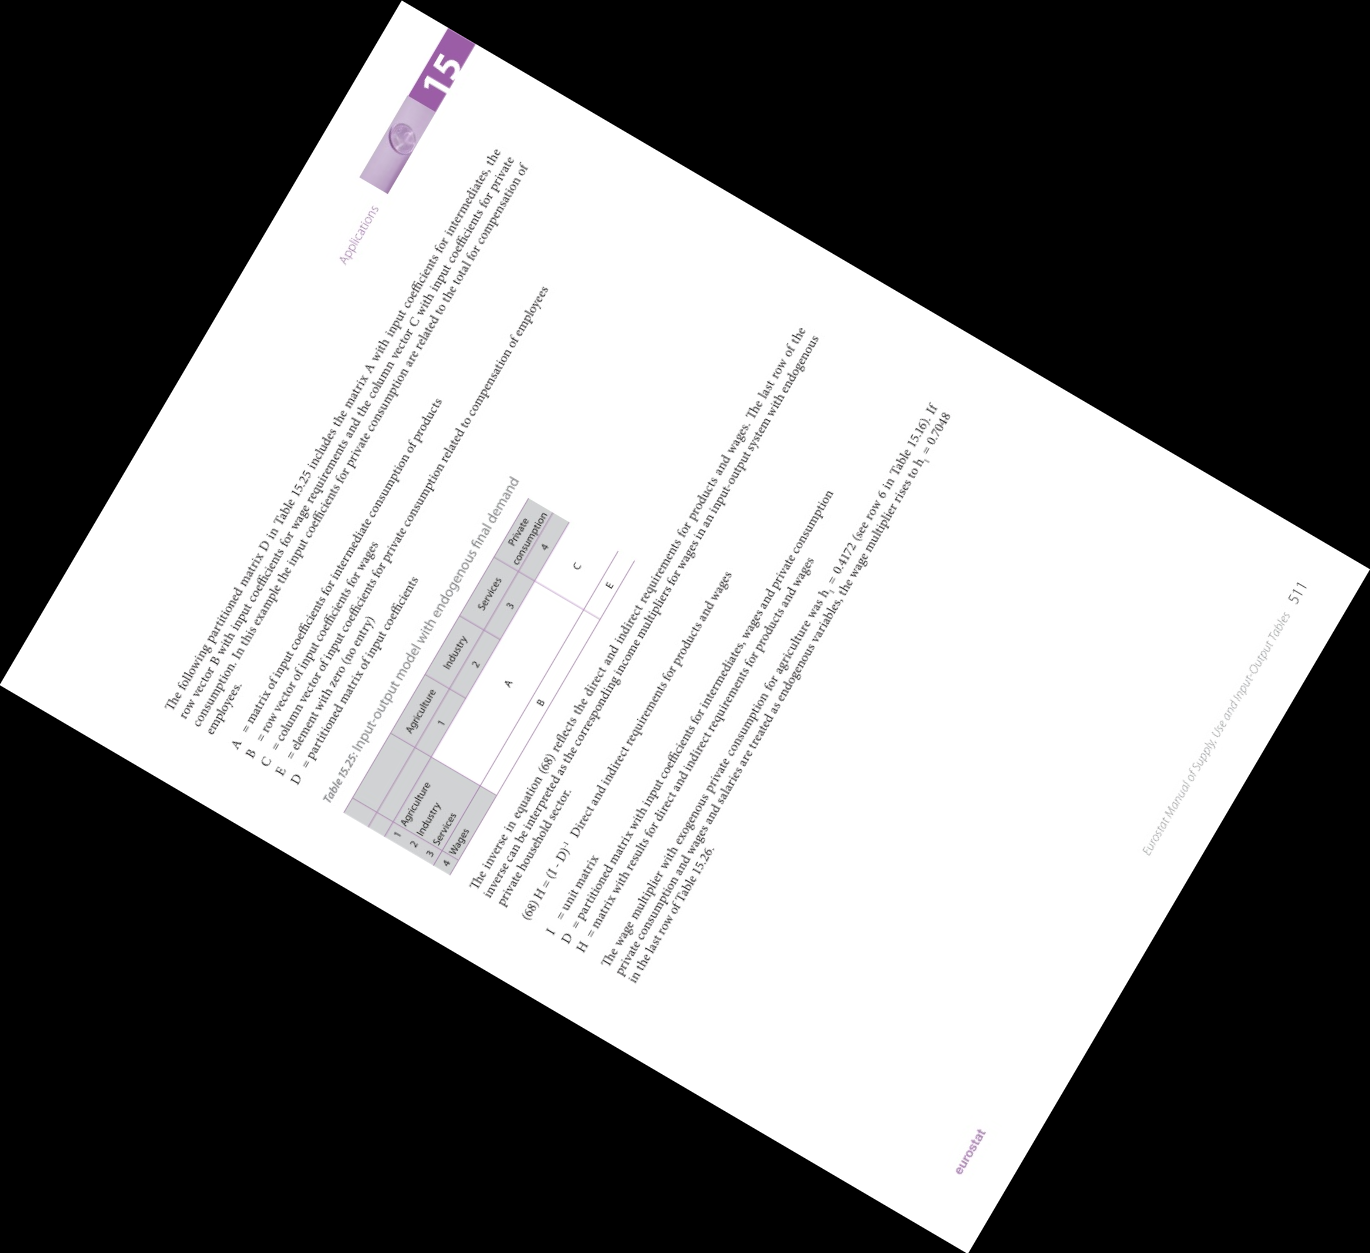 Applications
15
The following partitioned matrix D in Table 15.25 includes the matrix A with input coefficients for intermediates, the
row vector B with input coefficients for wage requirements and the column vector C with input coefficients for private
consumption. In this example the input coefficients for private consumption are related to the total for compensation of
employees.
A = matrix of input coefficients for intermediate consumption of products
B = row vector of input coefficients for wages
C = column vector of input coefficients for private consumption related to compensation of employees
E = element with zero (no entry)
D = partitioned matrix of input coefficients
Table 15.25: Input-output model with endogenous final demand
Agriculture Industry Services Private consumption
1 2 3 4
1 Agriculture
2 Industry A C
3 Services
4 Wages B E
The inverse in equation (68) reflects the direct and indirect requirements for products and wages. The last row of the
inverse can be interpreted as the corresponding income multipliers for wages in an input-output system with endogenous
private household sector.
(68) H = (I - D)⁻¹ Direct and indirect requirements for products and wages
I = unit matrix
D = partitioned matrix with input coefficients for intermediates, wages and private consumption
H = matrix with results for direct and indirect requirements for products and wages
The wage multiplier with exogenous private consumption for agriculture was h₁ = 0.4172 (see row 6 in Table 15.16). If
private consumption and wages and salaries are treated as endogenous variables, the wage multiplier rises to h₁ = 0.7048
in the last row of Table 15.26.
eurostat
Eurostat Manual of Supply, Use and Input-Output Tables 511